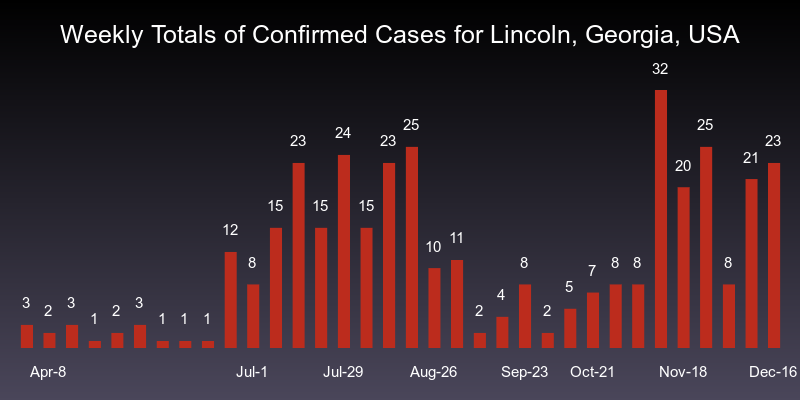 Weekly Totals of Confirmed Cases for Lincoln, Georgia, USA
3 2 3 1 2 3 1 1 1 12 8 15 23 15 24 15 23 25 10 11 2 4 8 2 5 7 8 8 32 20 25 8 21 23
Apr-8 Jul-1 Jul-29 Aug-26 Sep-23 Oct-21 Nov-18 Dec-16